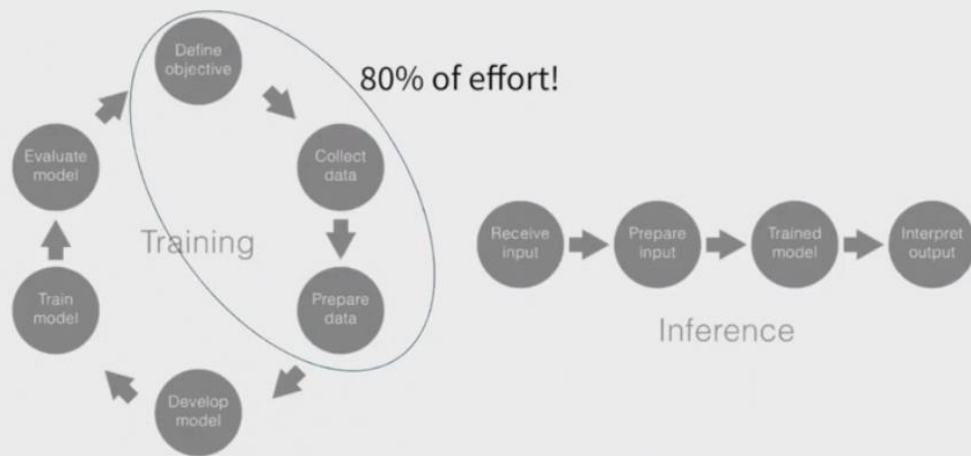 Define
objective
80% of effort!
Collect
data
Prepare
data
Develop
model
Train
model
Evaluate
model
Training
Receive
input
Prepare
input
Trained
model
Interpret
output
Inference